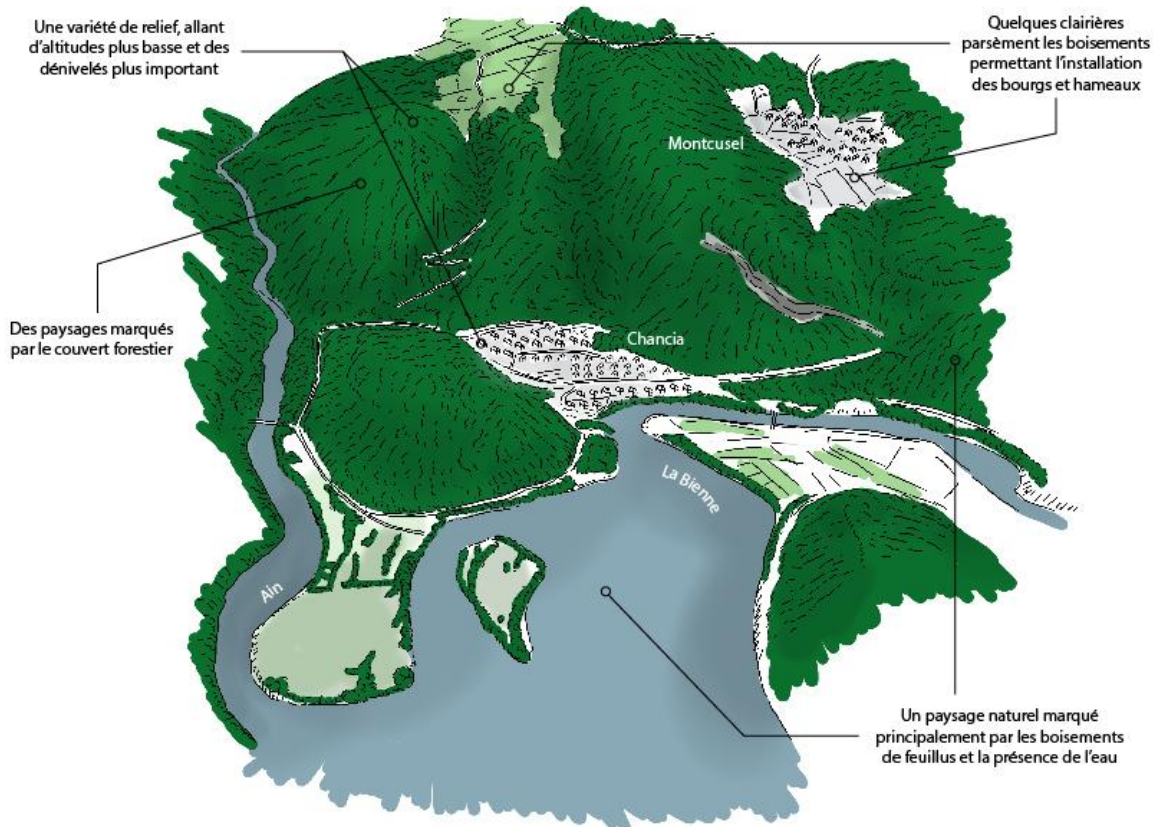 Une variété de relief, allant
d'altitudes plus basse et des
dénivelés plus important
Quelques clairières
parsèment les boisements
permettant l'installation
des bourgs et hameaux
Montcusel
Des paysages marqués
par le couvert forestier
Chancia
La Bienne
Ain
Un paysage naturel marqué
principalement par les boisements
de feuillus et la présence de l'eau